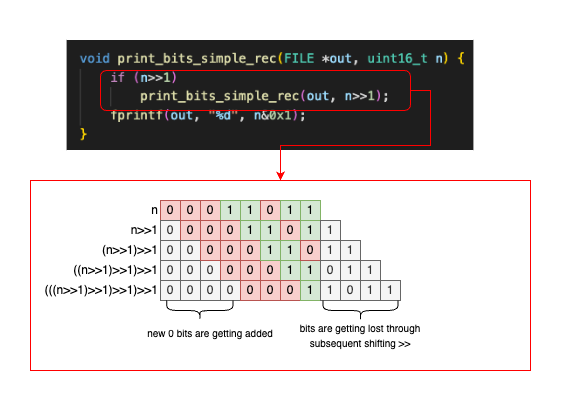 void print_bits_simple_rec(FILE *out, uint16_t n) {
if (n>>1)
print_bits_simple_rec(out, n>>1);
fprintf(out, "%d", n&0x1);
}
n 0 0 0 1 1 0 1 1
n>>1 0 0 0 0 1 1 0 1 1
(n>>1)>>1 0 0 0 0 0 1 1 0 1 1
((n>>1)>>1)>>1 0 0 0 0 0 0 1 1 0 1 1
(((n>>1)>>1)>>1)>>1 0 0 0 0 0 0 0 1 1 0 1 1
new 0 bits are getting added
bits are getting lost through
subsequent shifting >>